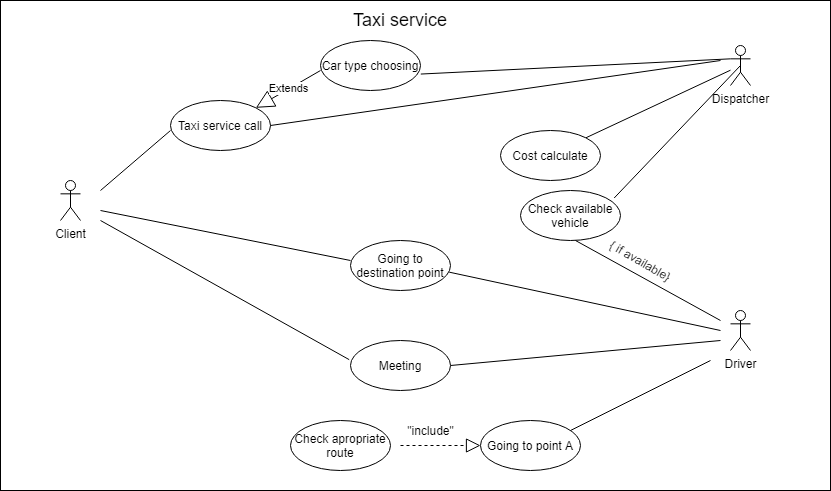 Taxi service
Car type choosing
Extends
Dispatcher
Taxi service call
Cost calculate
Check available
vehicle
Client
{ if available}
Going to
destination point
Meeting
Driver
"include"
Check apropriate
route
Going to point A